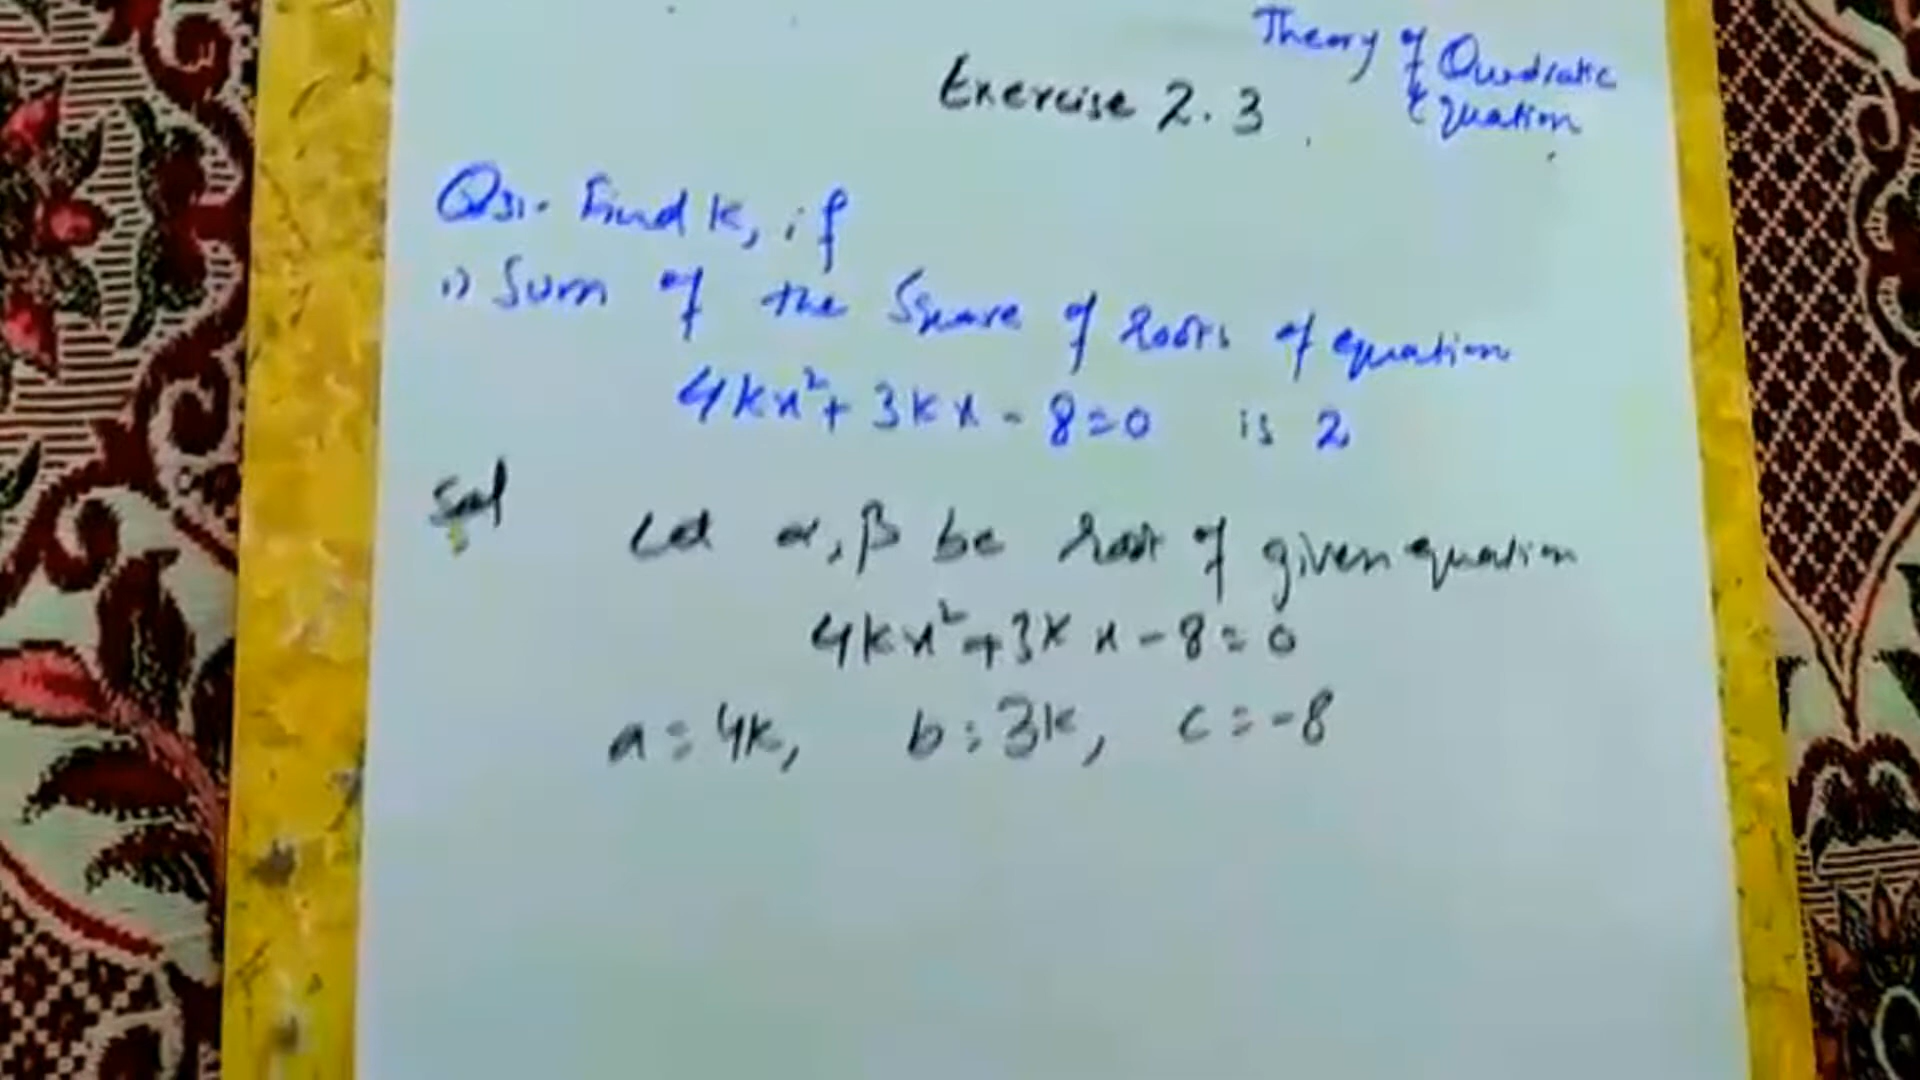 Theory of Quadratic
Equation
Exercise 2.3
Q3. Find k, if
i) Sum of the Square of roots of equation
4kx²+ 3kx - 8=0 is 2
Sol
Let α, β be root of given equation
4kx²+3kx-8=0
a=4k, b=3k, c=-8